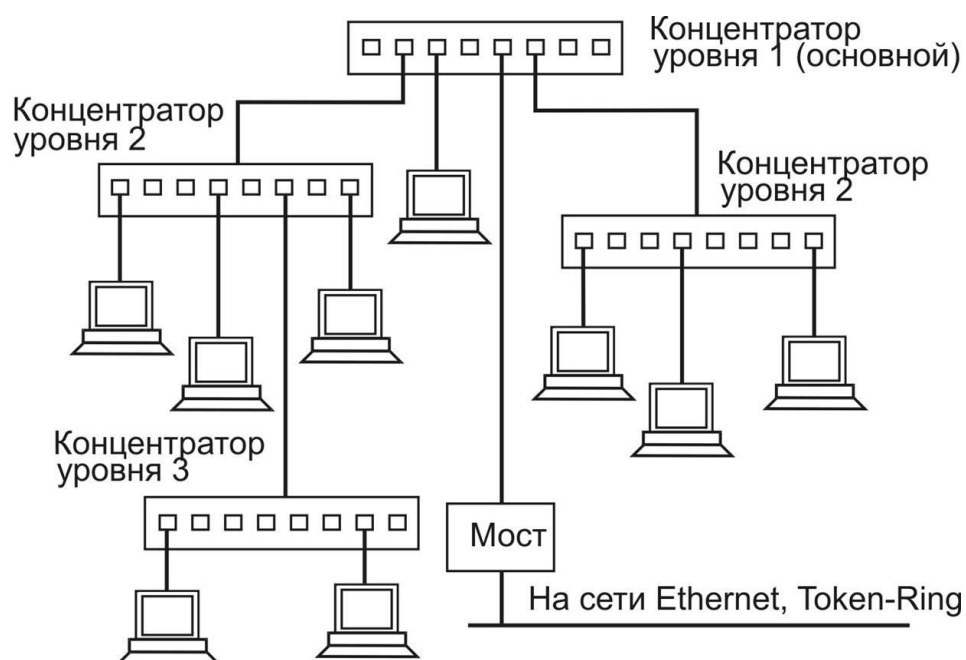 Концентратор
уровня 1 (основной)
Концентратор
уровня 2
Концентратор
уровня 2
Концентратор
уровня 3
Мост
На сети Ethernet, Token-Ring